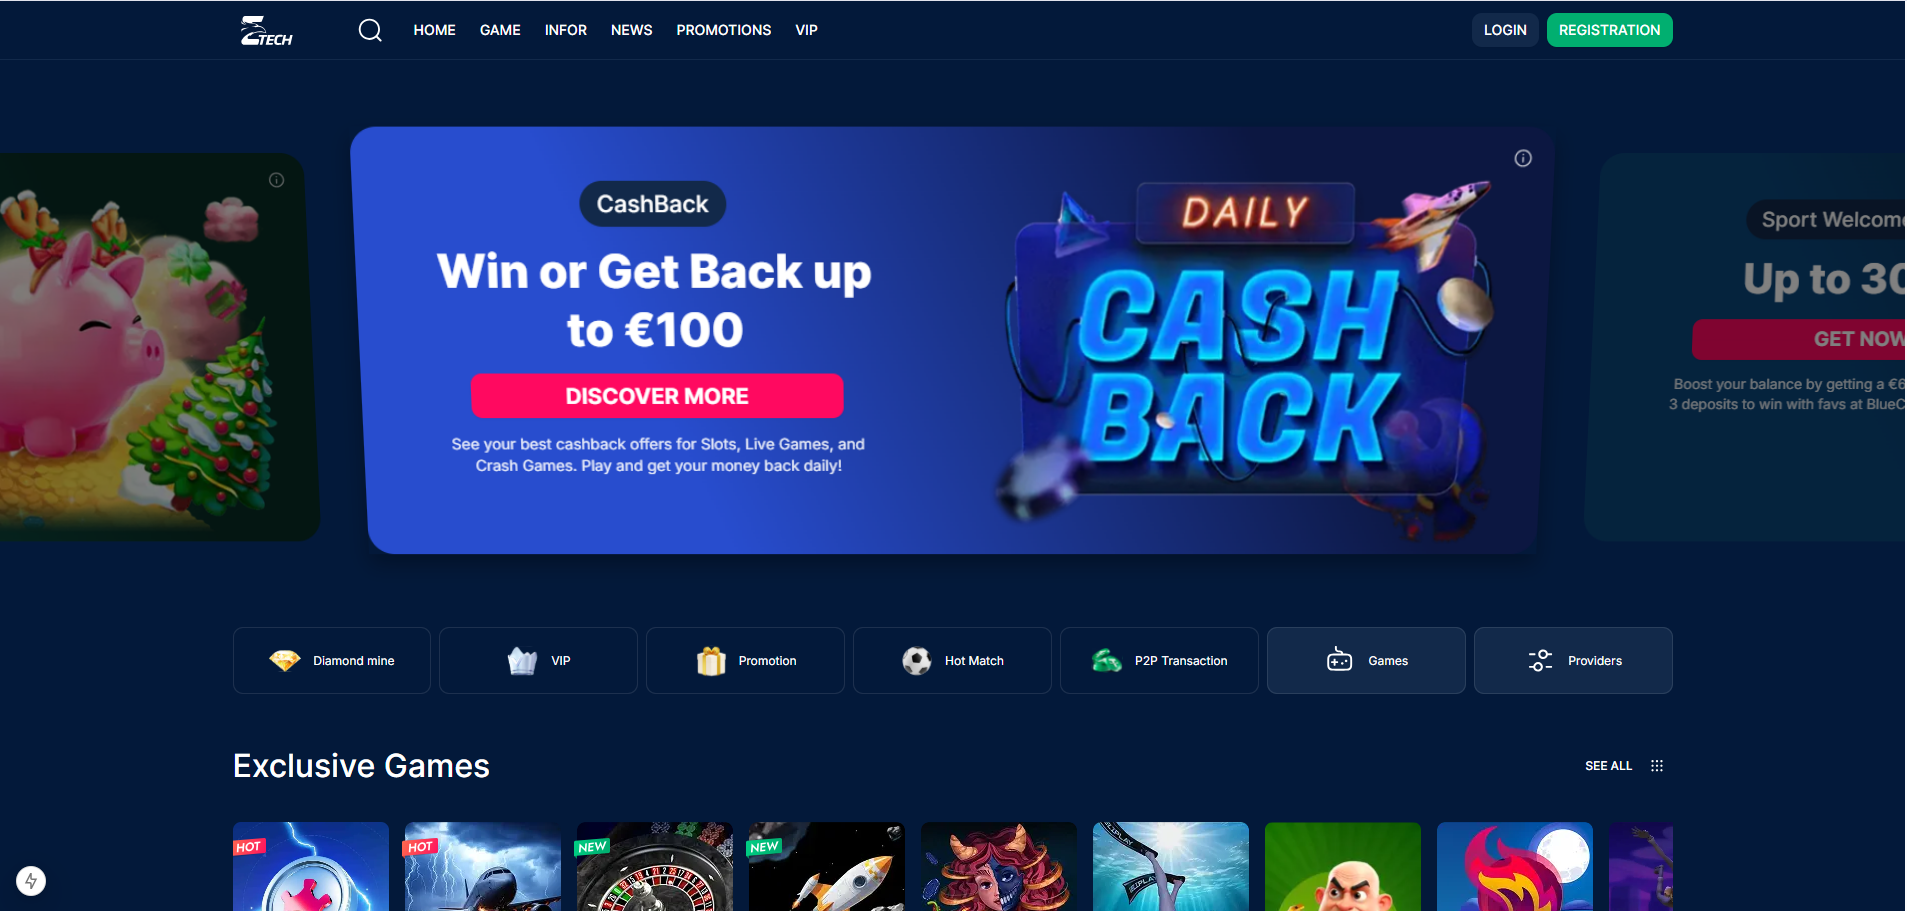 ZTECH
HOME
GAME
INFOR
NEWS
PROMOTIONS
VIP
LOGIN
REGISTRATION
CashBack
Win or Get Back up
to €100
DISCOVER MORE
See your best cashback offers for Slots, Live Games, and
Crash Games. Play and get your money back daily!
DAILY
CASH
BACK
Sport Welcome
Up to 30
GET NOW
Boost your balance by getting a €6
3 deposits to win with favs at BlueC
Diamond mine
VIP
Promotion
Hot Match
P2P Transaction
Games
Providers
Exclusive Games
SEE ALL
HOT
HOT
NEW
NEW